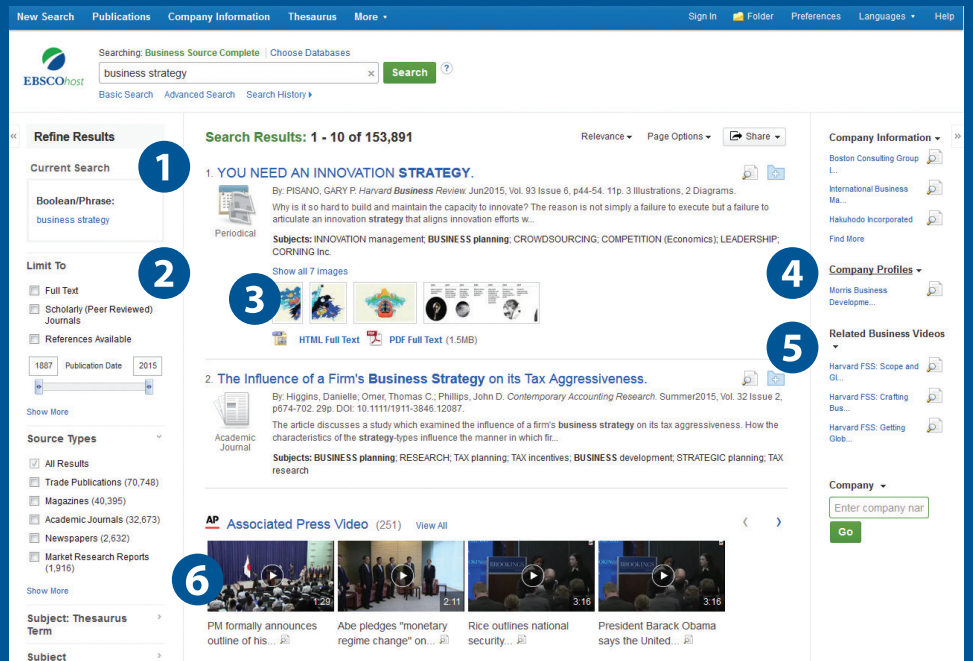 New Search Publications Company Information Thesaurus More
Sign In Folder Preferences Languages Help
EBSCOhost
Searching: Business Source Complete Choose Databases
business strategy × Search ?
Basic Search Advanced Search Search History
« Refine Results
1
Current Search
Boolean/Phrase:
business strategy
Limit To
2
Full Text
Scholarly (Peer Reviewed)
Journals
References Available
1887 Publication Date 2015
Show More
Source Types
All Results
Trade Publications (70,748)
Magazines (40,395)
Academic Journals (32,673)
Newspapers (2,632)
Market Research Reports
(1,916)
Show More
Subject: Thesaurus
Term
Subject
Search Results: 1 - 10 of 153,891
Relevance Page Options Share
1. YOU NEED AN INNOVATION STRATEGY.
Periodical
By: PISANO, GARY P. Harvard Business Review. Jun2015, Vol. 93 Issue 6, p44-54. 11p. 3 Illustrations, 2 Diagrams.
Why is it so hard to build and maintain the capacity to innovate? The reason is not simply a failure to execute but a failure to
articulate an innovation strategy that aligns innovation efforts w...
Subjects: INNOVATION management; BUSINESS planning; CROWDSOURCING; COMPETITION (Economics); LEADERSHIP;
CORNING Inc.
Show all 7 images
3
HTML Full Text PDF Full Text (1.5MB)
2. The Influence of a Firm's Business Strategy on its Tax Aggressiveness.
Academic
Journal
By: Higgins, Danielle; Omer, Thomas C.; Phillips, John D. Contemporary Accounting Research. Summer2015, Vol. 32 Issue 2,
p674-702. 29p. DOI: 10.1111/1911-3846.12087.
The article discusses a study which examined the influence of a firm's business strategy on its tax aggressiveness. How the
characteristics of the strategy-types influence the manner in which fir...
Subjects: BUSINESS planning; RESEARCH; TAX planning; TAX incentives; BUSINESS development; STRATEGIC planning; TAX
research
AP Associated Press Video (251) View All
6
1:29
2:11
BROOKINGS
3:16
BROOKINGS
3:16
PM formally announces
outline of his...
Abe pledges "monetary
regime change" on...
Rice outlines national
security...
President Barack Obama
says the United...
Company Information »
Boston Consulting Group
I...
International Business
Ma...
Hakuhodo Incorporated
Find More
4
Company Profiles
Morris Business
Developme...
5
Related Business Videos
Harvard FSS: Scope and
Gl...
Harvard FSS: Crafting
Bus...
Harvard FSS: Getting
Glob...
Company
Enter company nar
Go